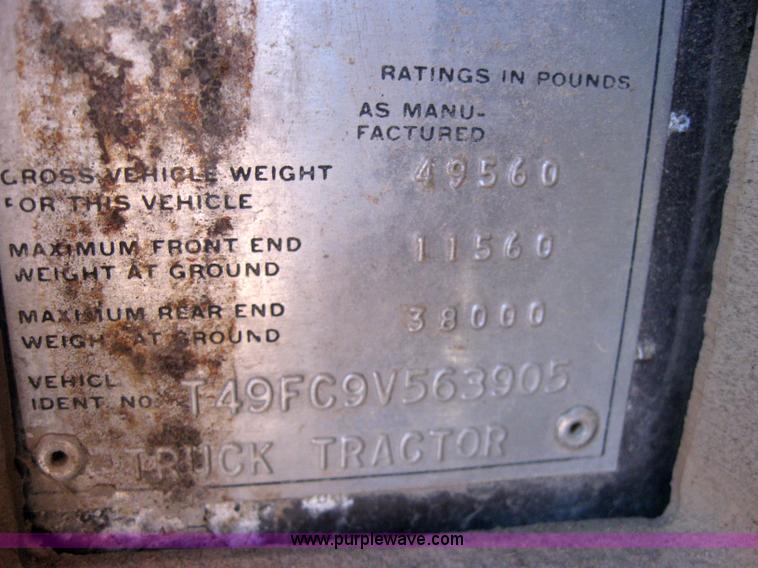 RATINGS IN POUNDS
AS MANU-
FACTURED
GROSS VEHICLE WEIGHT
FOR THIS VEHICLE
49560
MAXIMUM FRONT END
WEIGHT AT GROUND
11560
MAXIMUM REAR END
WEIGHT AT GROUND
38000
VEHICL
IDENT. NO. T49FC9V563905
TRUCK TRACTOR
www.purplewave.com